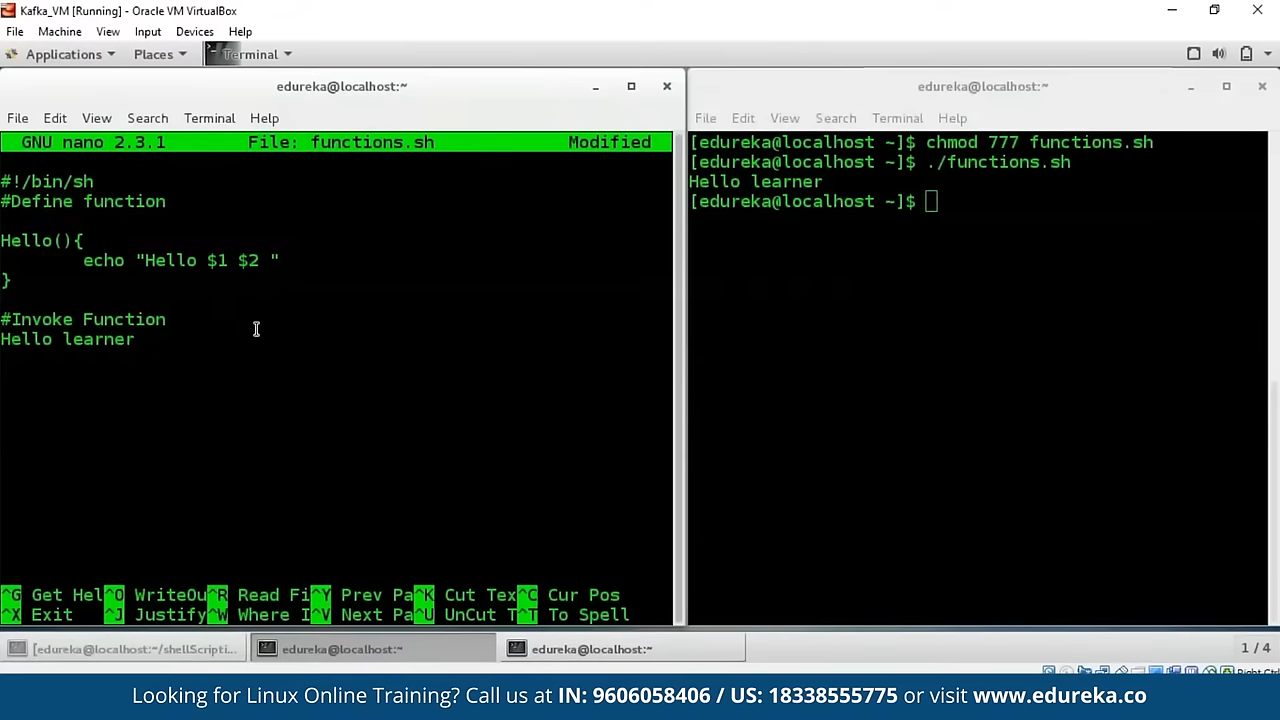 Kafka_VM [Running] - Oracle VM VirtualBox
File Machine View Input Devices Help
Applications Places Terminal
edureka@localhost:~
File Edit View Search Terminal Help
GNU nano 2.3.1 File: functions.sh Modified
#!/bin/sh
#Define function
Hello(){
echo "Hello $1 $2 "
}
#Invoke Function
Hello learner
^G Get Hel^O WriteOu^R Read Fi^Y Prev Pa^K Cut Tex^C Cur Pos
^X Exit ^J Justify^W Where I^V Next Pa^U UnCut T^T To Spell
edureka@localhost:~
File Edit View Search Terminal Help
[edureka@localhost ~]$ chmod 777 functions.sh
[edureka@localhost ~]$ ./functions.sh
Hello learner
[edureka@localhost ~]$
[edureka@localhost:~/shellScripti... edureka@localhost:~ edureka@localhost:~ 1 / 4
Right Ctrl
Looking for Linux Online Training? Call us at IN: 9606058406 / US: 18338555775 or visit www.edureka.co